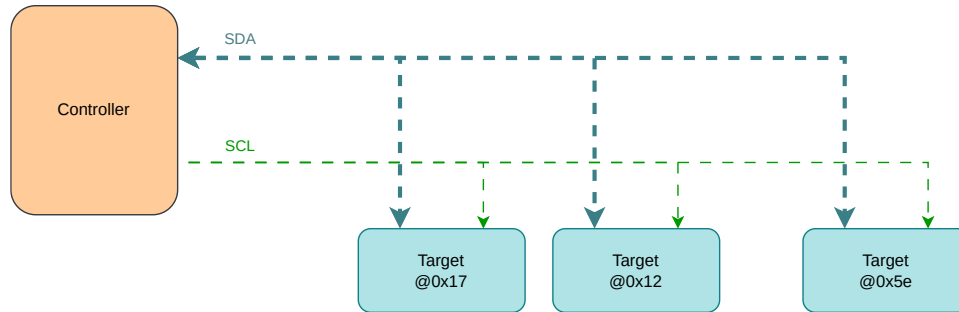 SDA
Controller
SCL
Target
@0x17
Target
@0x12
Target
@0x5e